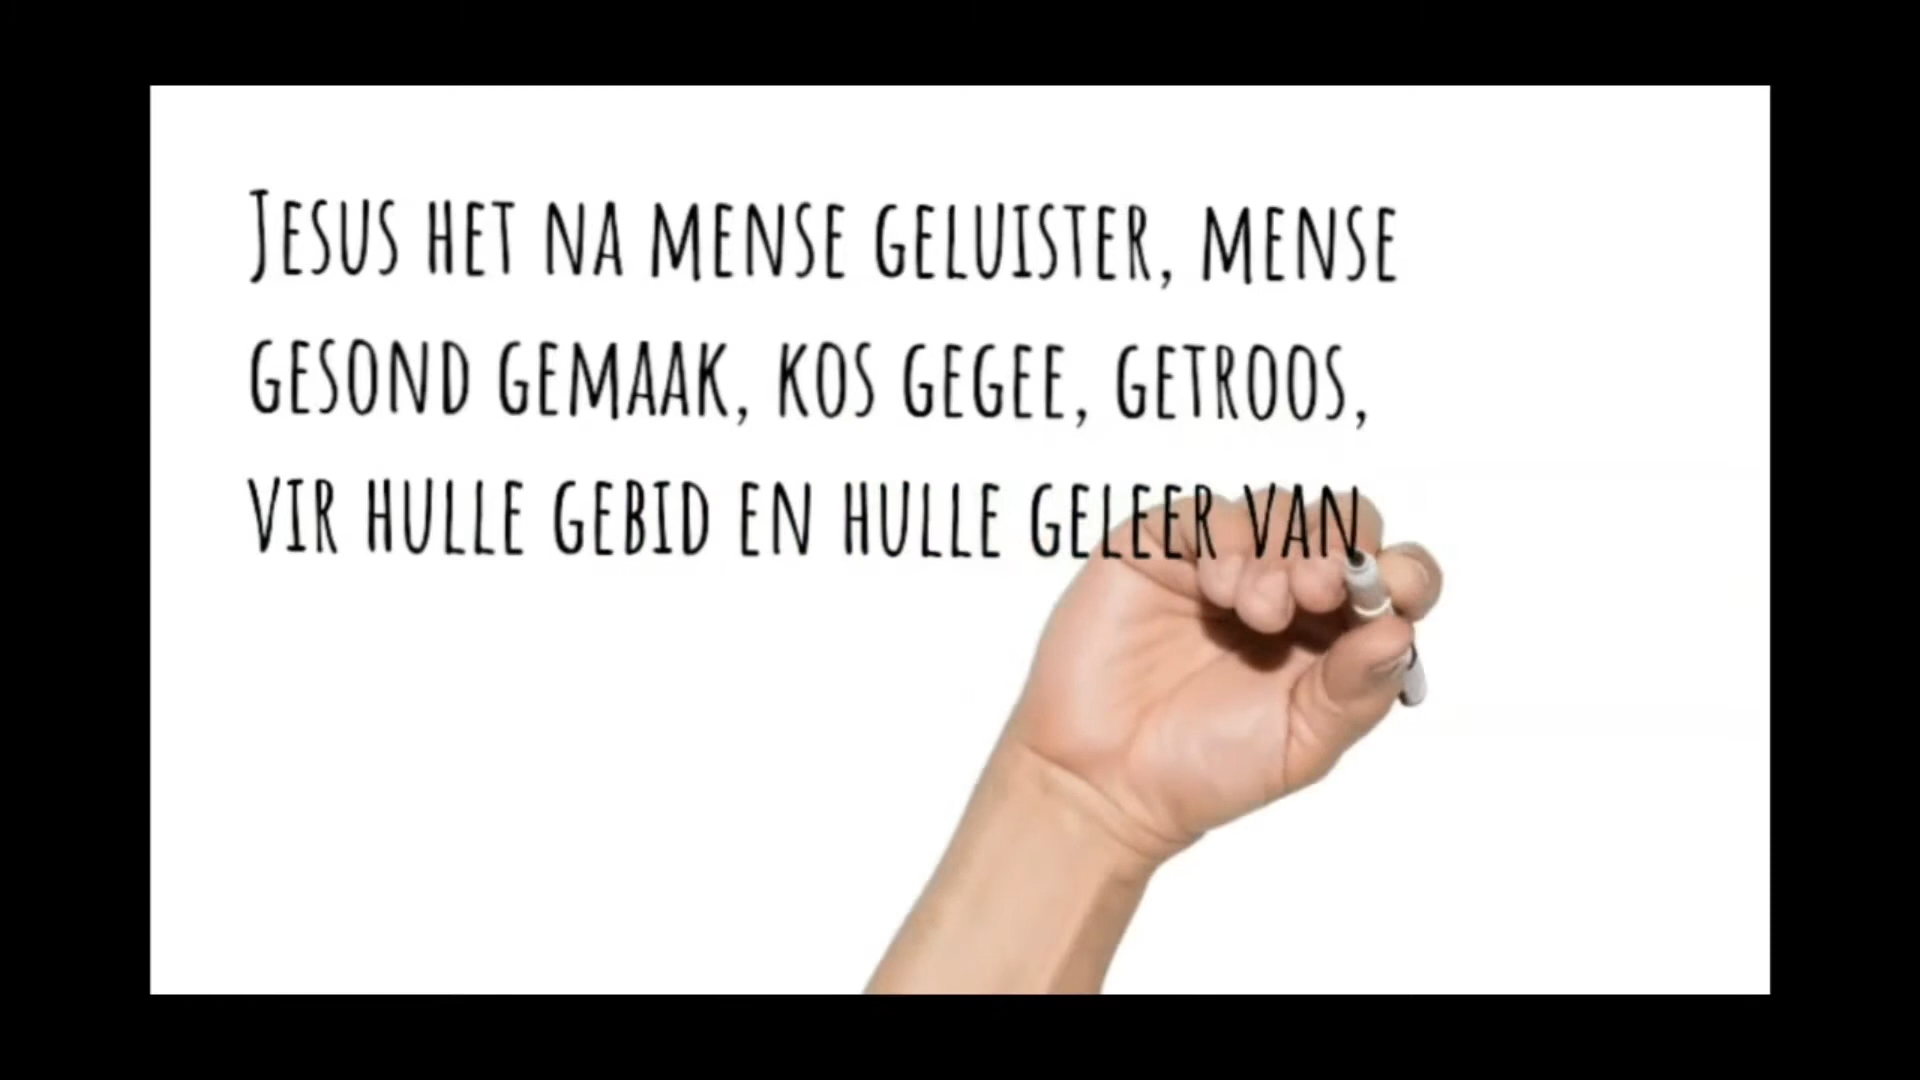 Jesus het na mense geluister, mense
gesond gemaak, kos gegee, getroos,
vir hulle gebid en hulle geleer van